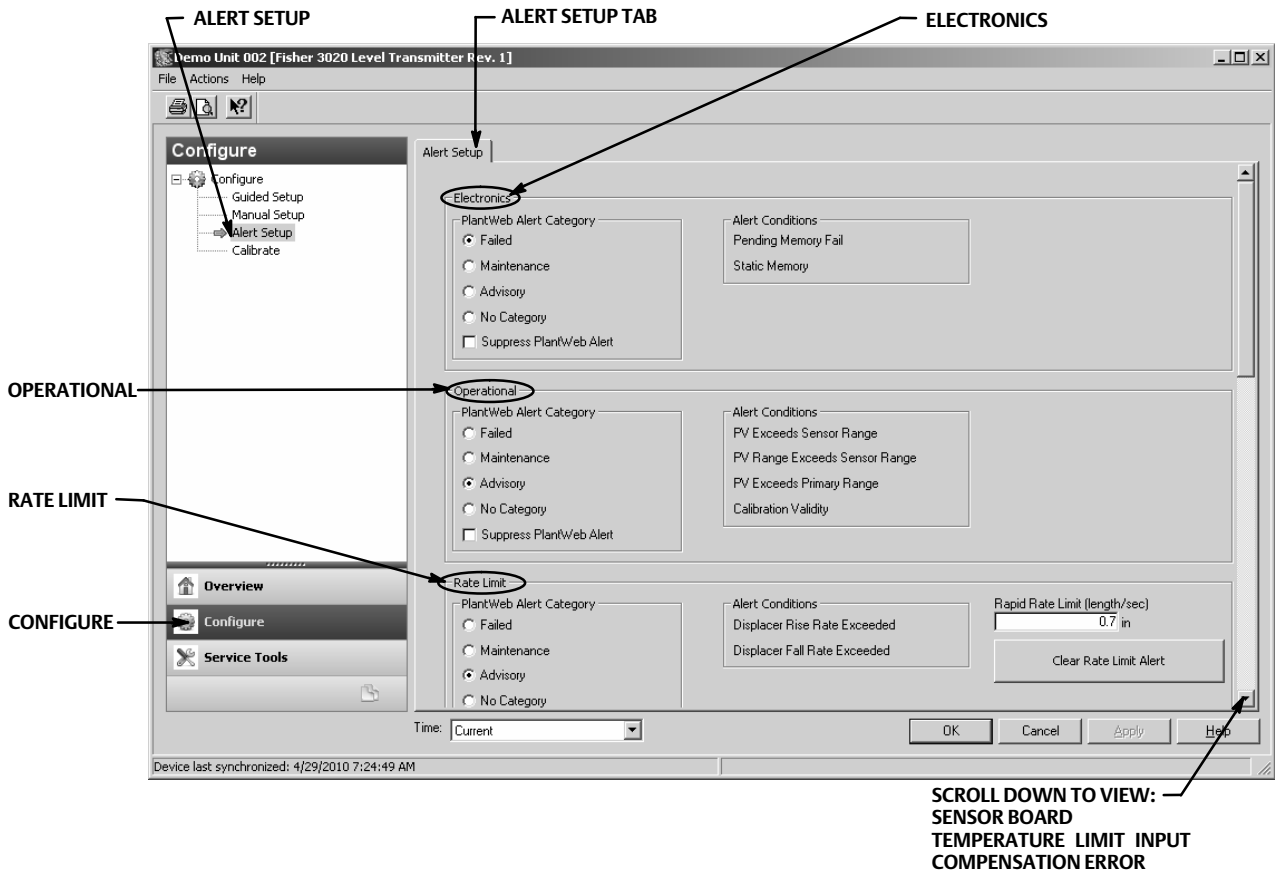 ALERT SETUP
ALERT SETUP TAB
ELECTRONICS
Demo Unit 002 [Fisher 3020 Level Transmitter Rev. 1]
File Actions Help
Configure
Configure
Guided Setup
Manual Setup
Alert Setup
Calibrate
Alert Setup
Electronics
PlantWeb Alert Category
Failed
Maintenance
Advisory
No Category
Suppress PlantWeb Alert
Alert Conditions
Pending Memory Fail
Static Memory
OPERATIONAL
Operational
PlantWeb Alert Category
Failed
Maintenance
Advisory
No Category
Suppress PlantWeb Alert
Alert Conditions
PV Exceeds Sensor Range
PV Range Exceeds Sensor Range
PV Exceeds Primary Range
Calibration Validity
RATE LIMIT
Rate Limit
PlantWeb Alert Category
Failed
Maintenance
Advisory
No Category
Alert Conditions
Displacer Rise Rate Exceeded
Displacer Fall Rate Exceeded
Rapid Rate Limit (length/sec)
0.7 in
Clear Rate Limit Alert
Overview
CONFIGURE
Configure
Service Tools
Time: Current
OK Cancel Apply Help
Device last synchronized: 4/29/2010 7:24:49 AM
SCROLL DOWN TO VIEW:
SENSOR BOARD
TEMPERATURE LIMIT INPUT
COMPENSATION ERROR